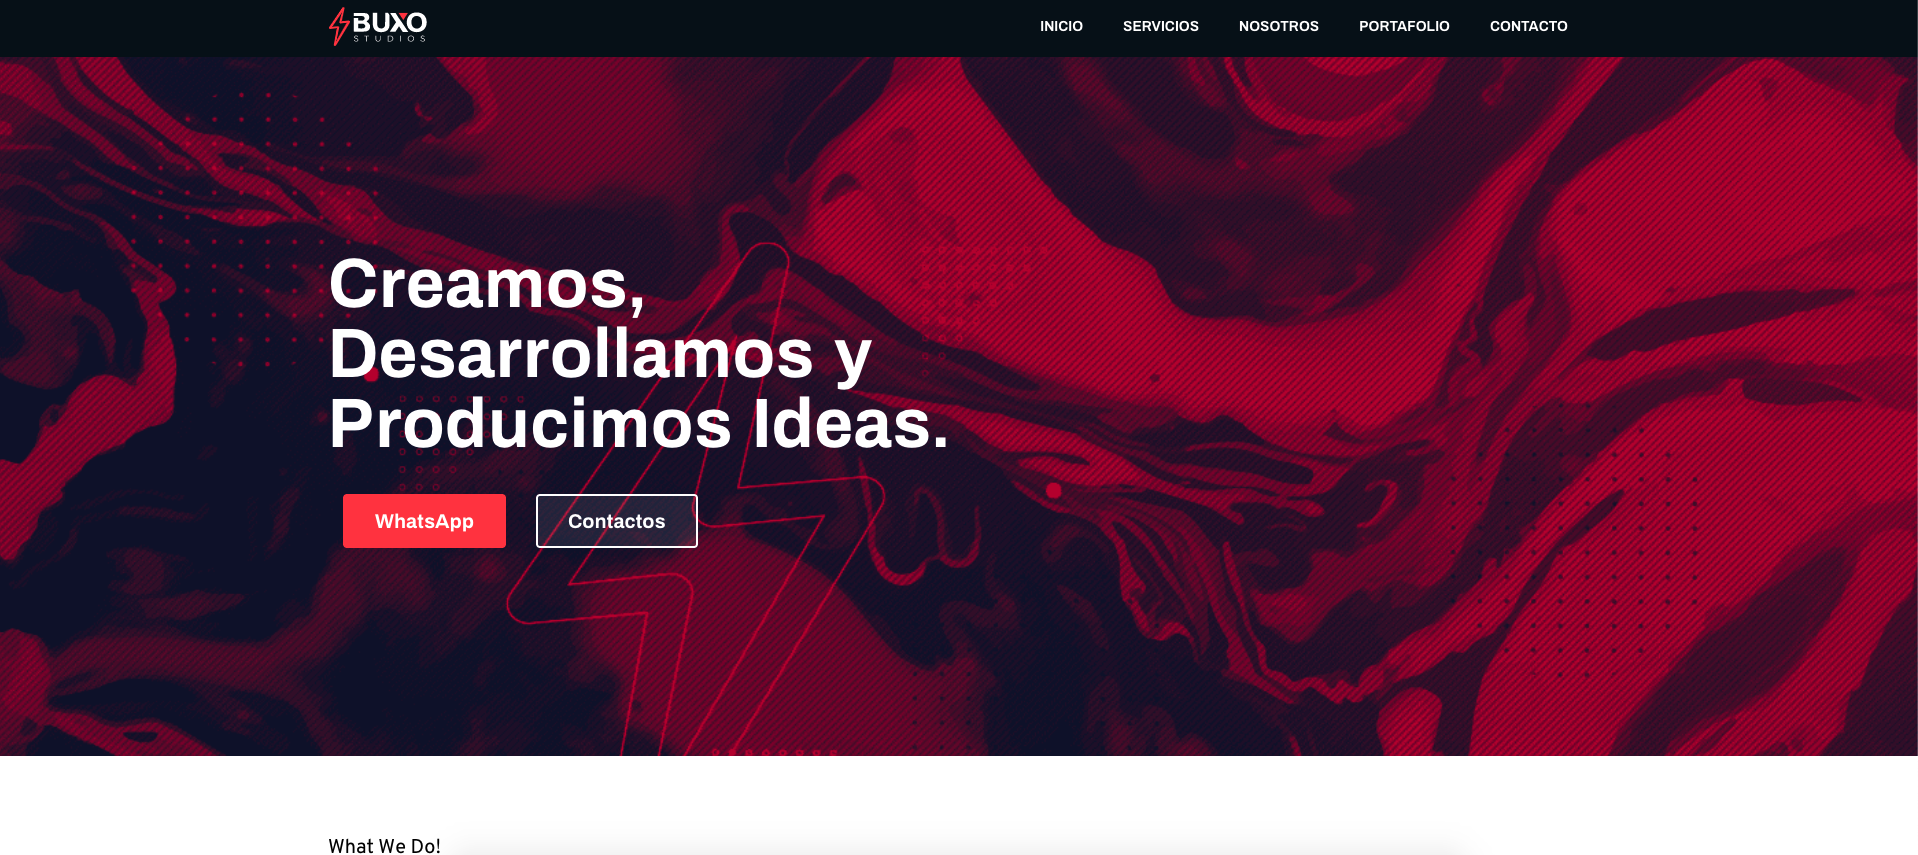 BUXO
STUDIOS
INICIO
SERVICIOS
NOSOTROS
PORTAFOLIO
CONTACTO
Creamos,
Desarrollamos y
Producimos Ideas.
WhatsApp
Contactos
What We Do!